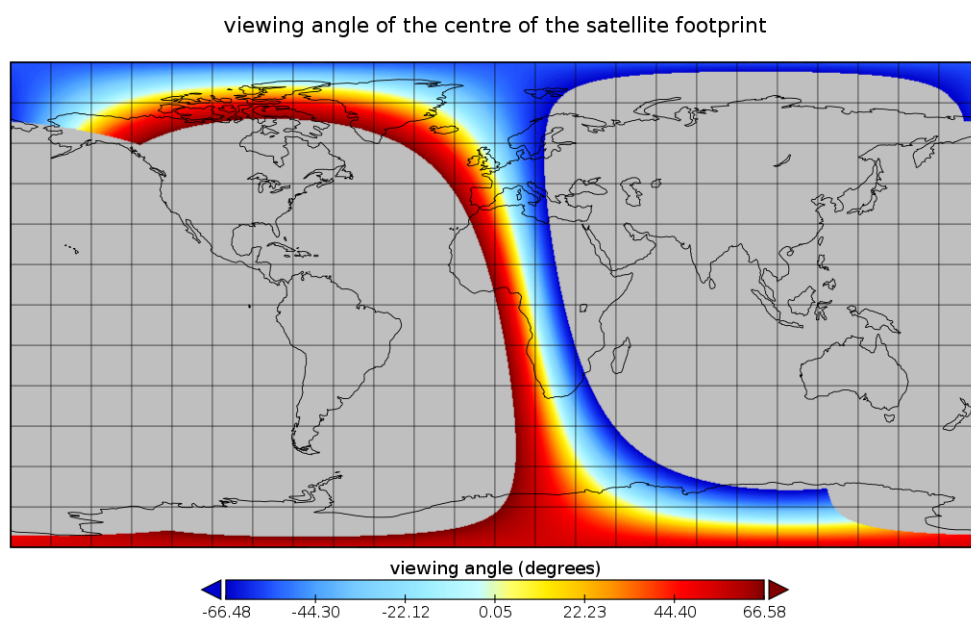 viewing angle of the centre of the satellite footprint
viewing angle (degrees)
-66.48 -44.30 -22.12 0.05 22.23 44.40 66.58